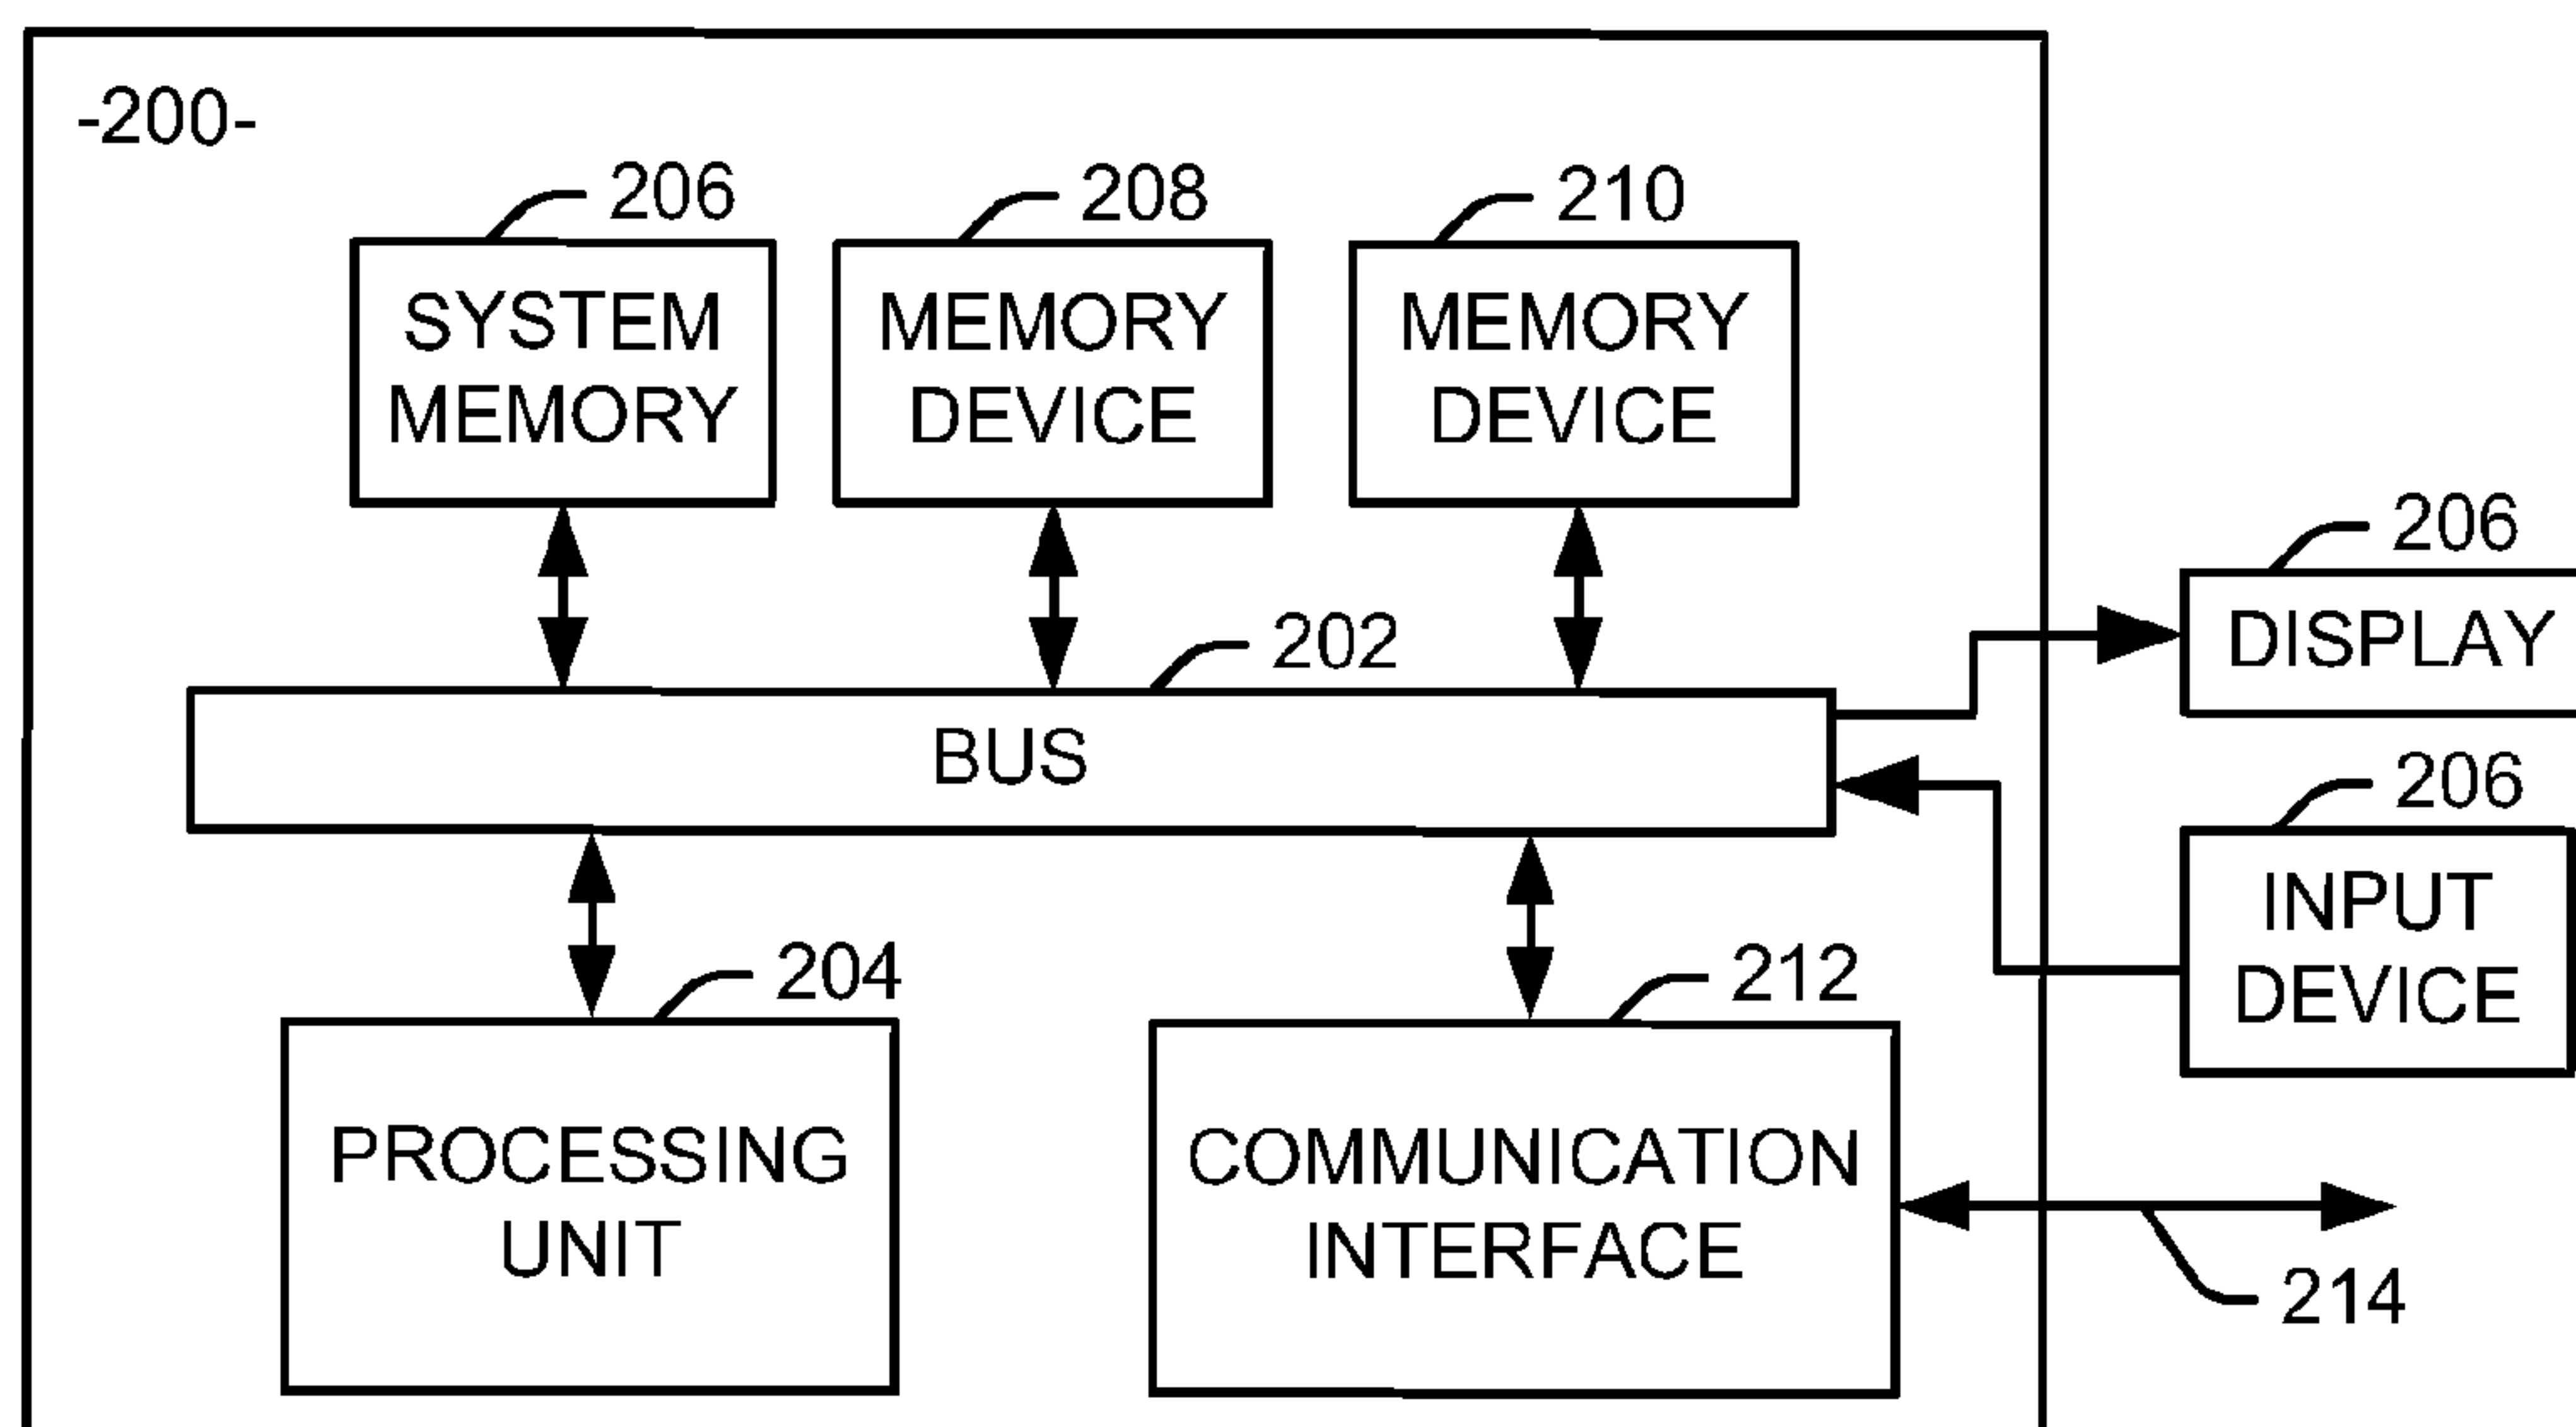 -200-
206
208
210
SYSTEM
MEMORY
MEMORY
DEVICE
MEMORY
DEVICE
206
DISPLAY
202
BUS
206
INPUT
DEVICE
204
212
PROCESSING
UNIT
COMMUNICATION
INTERFACE
214